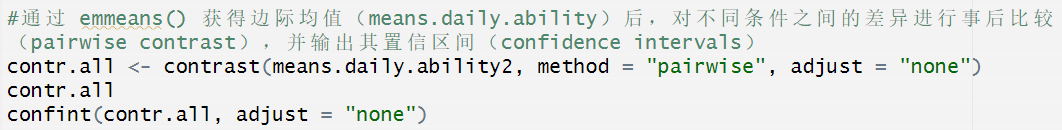 #通过 emmeans() 获得边际均值（means.daily.ability）后，对不同条件之间的差异进行事后比较
（pairwise contrast），并输出其置信区间（confidence intervals）
contr.all <- contrast(means.daily.ability2, method = "pairwise", adjust = "none")
contr.all
confint(contr.all, adjust = "none")